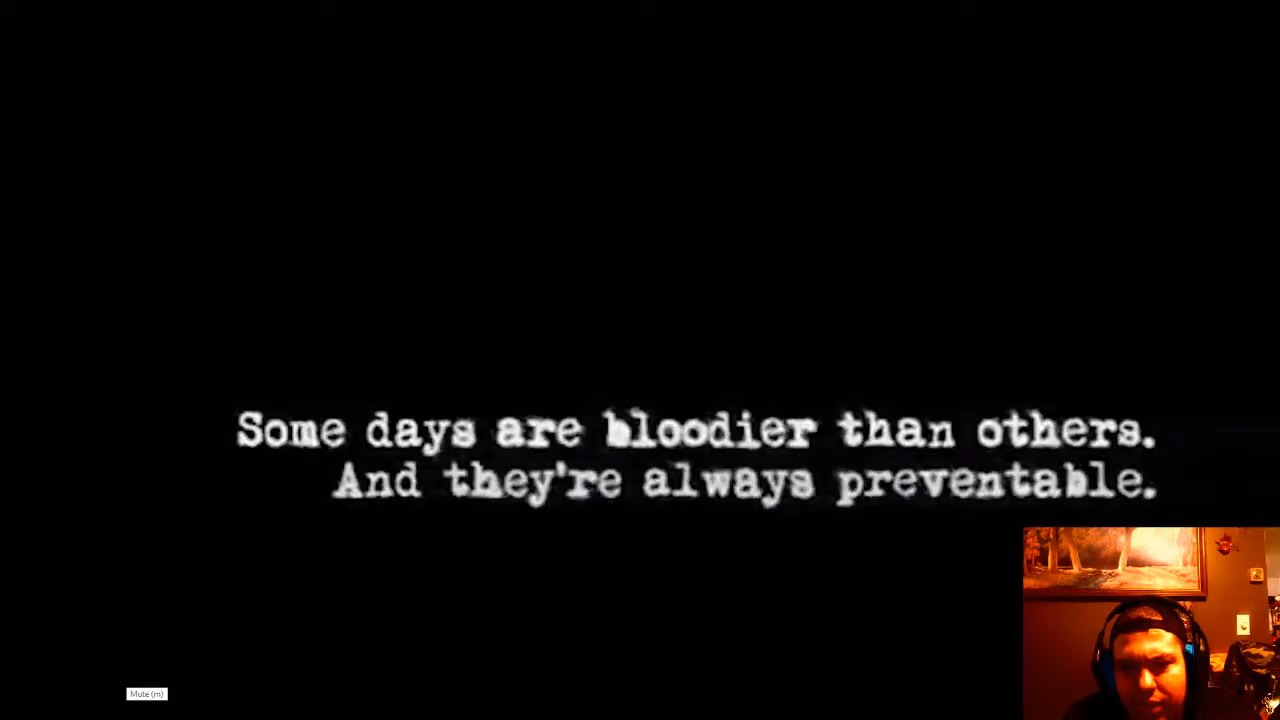 Some days are bloodier than others.
And they're always preventable.
Mute (m)